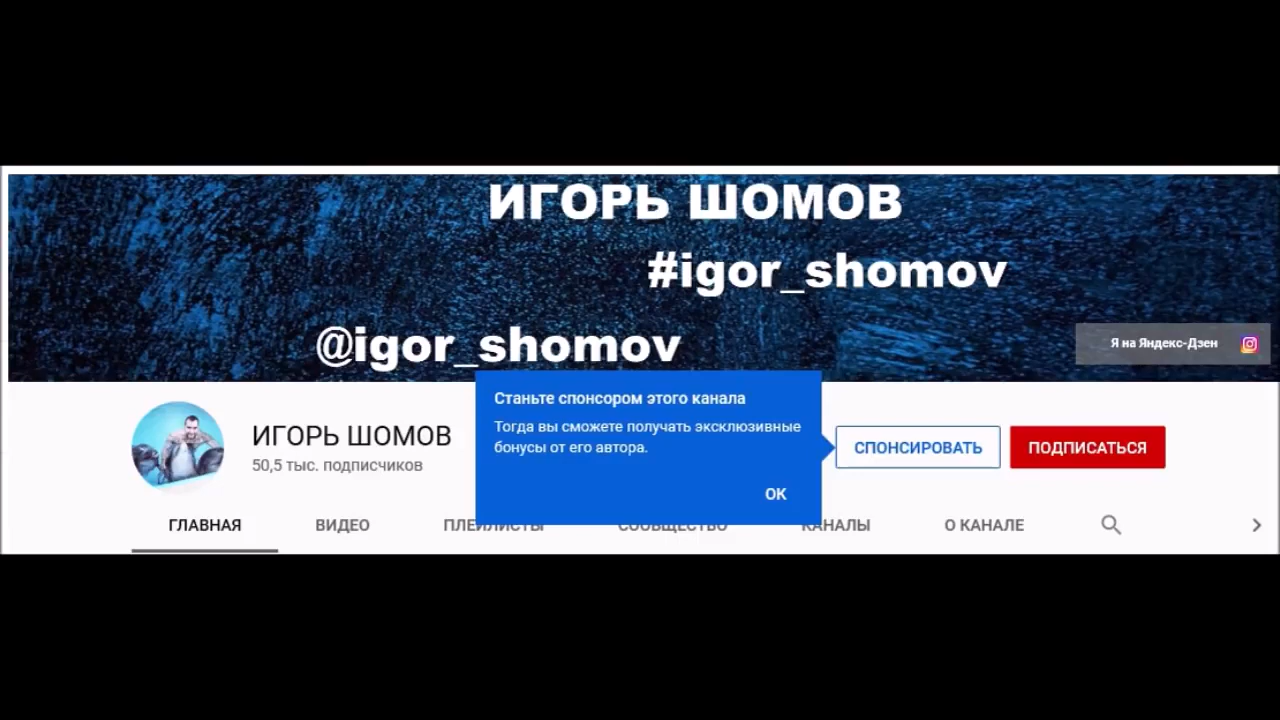 ИГОРЬ ШОМОВ
#igor_shomov
@igor_shomov
Я на Яндекс-Дзен
ИГОРЬ ШОМОВ
50,5 тыс. подписчиков
Станьте спонсором этого канала
Тогда вы сможете получать эксклюзивные
бонусы от его автора.
ОК
СПОНСИРОВАТЬ
ПОДПИСАТЬСЯ
ГЛАВНАЯ ВИДЕО ПЛЕЙЛИСТЫ СООБЩЕСТВО КАНАЛЫ О КАНАЛЕ